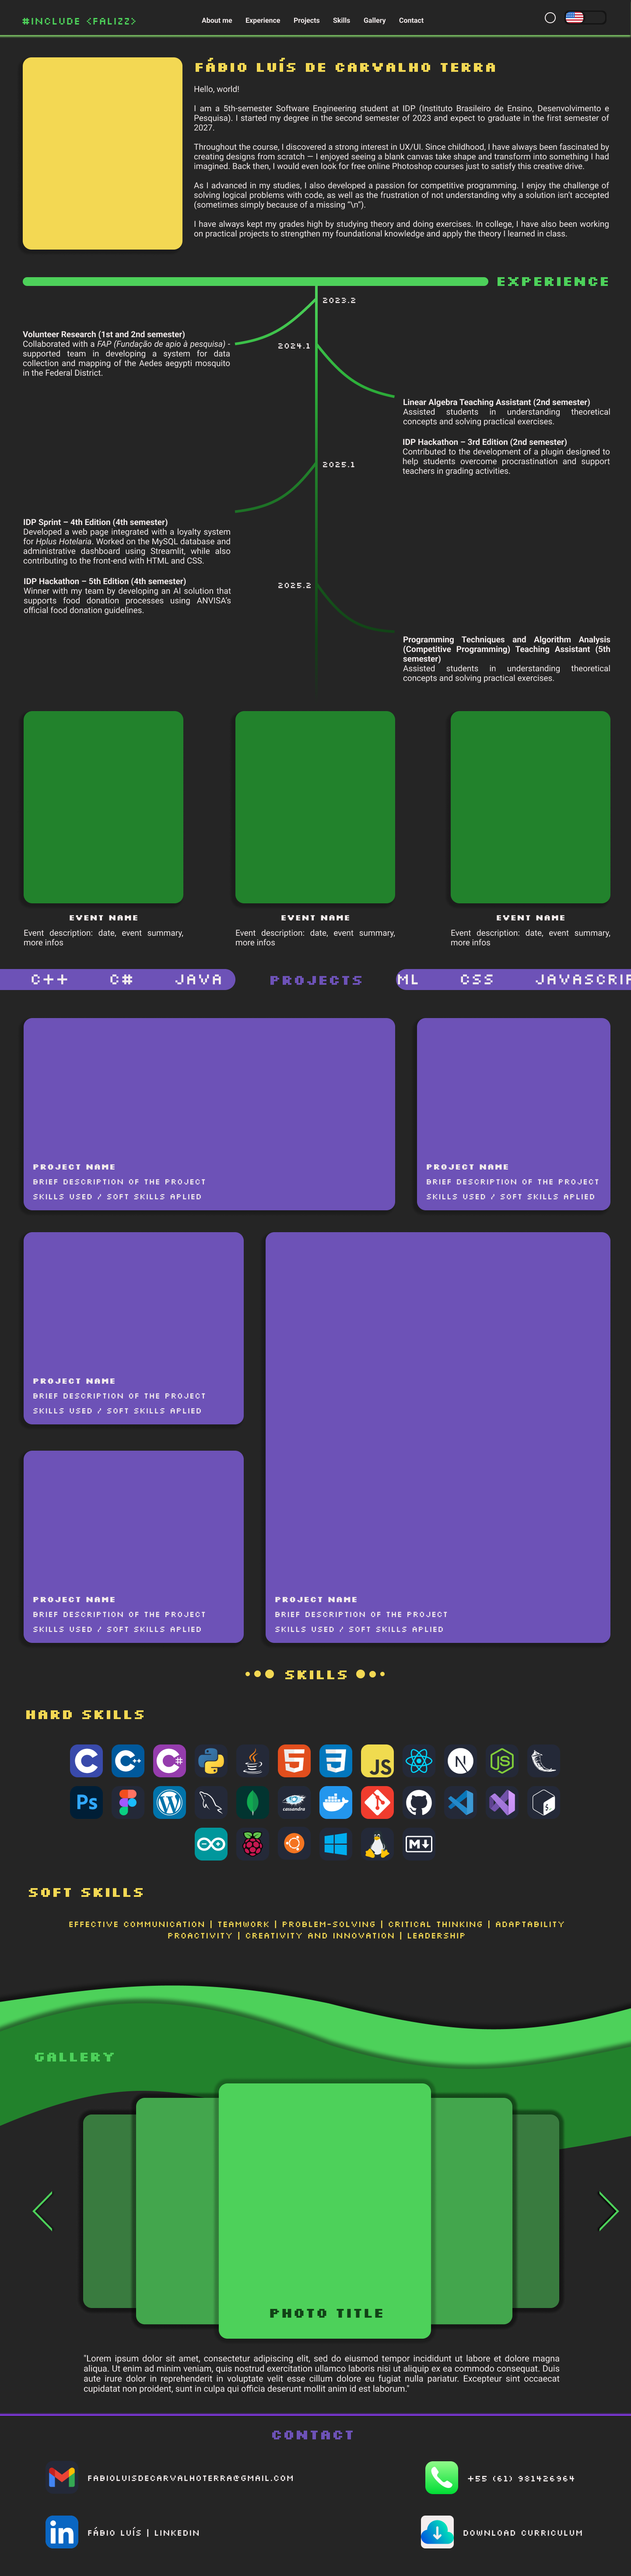 #INCLUDE <FALIZZ>
About me Experience Projects Skills Gallery Contact
FÁBIO LUÍS DE CARVALHO TERRA
Hello, world!
I am a 5th-semester Software Engineering student at IDP (Instituto Brasileiro de Ensino, Desenvolvimento e
Pesquisa). I started my degree in the second semester of 2023 and expect to graduate in the first semester of
2027.
Throughout the course, I discovered a strong interest in UX/UI. Since childhood, I have always been fascinated by
creating designs from scratch — I enjoyed seeing a blank canvas take shape and transform into something I had
imagined. Back then, I would even look for free online Photoshop courses just to satisfy this creative drive.
As I advanced in my studies, I also developed a passion for competitive programming. I enjoy the challenge of
solving logical problems with code, as well as the frustration of not understanding why a solution isn't accepted
(sometimes simply because of a missing "\n").
I have always kept my grades high by studying theory and doing exercises. In college, I have also been working
on practical projects to strengthen my foundational knowledge and apply the theory I learned in class.
EXPERIENCE
2023.2
Volunteer Research (1st and 2nd semester)
Collaborated with a FAP (Fundação de apio à pesquisa) -
supported team in developing a system for data
collection and mapping of the Aedes aegypti mosquito
in the Federal District.
2024.1
Linear Algebra Teaching Assistant (2nd semester)
Assisted students in understanding theoretical
concepts and solving practical exercises.
IDP Hackathon – 3rd Edition (2nd semester)
Contributed to the development of a plugin designed to
help students overcome procrastination and support
teachers in grading activities.
2025.1
IDP Sprint – 4th Edition (4th semester)
Developed a web page integrated with a loyalty system
for Hplus Hotelaria. Worked on the MySQL database and
administrative dashboard using Streamlit, while also
contributing to the front-end with HTML and CSS.
IDP Hackathon – 5th Edition (4th semester)
Winner with my team by developing an AI solution that
supports food donation processes using ANVISA's
official food donation guidelines.
2025.2
Programming Techniques and Algorithm Analysis
(Competitive Programming) Teaching Assistant (5th
semester)
Assisted students in understanding theoretical
concepts and solving practical exercises.
EVENT NAME
Event description: date, event summary,
more infos
EVENT NAME
Event description: date, event summary,
more infos
EVENT NAME
Event description: date, event summary,
more infos
C++ C# JAVA PROJECTS ML CSS JAVASCRIP
PROJECT NAME
BRIEF DESCRIPTION OF THE PROJECT
SKILLS USED / SOFT SKILLS APLIED
PROJECT NAME
BRIEF DESCRIPTION OF THE PROJECT
SKILLS USED / SOFT SKILLS APLIED
PROJECT NAME
BRIEF DESCRIPTION OF THE PROJECT
SKILLS USED / SOFT SKILLS APLIED
PROJECT NAME
BRIEF DESCRIPTION OF THE PROJECT
SKILLS USED / SOFT SKILLS APLIED
PROJECT NAME
BRIEF DESCRIPTION OF THE PROJECT
SKILLS USED / SOFT SKILLS APLIED
SKILLS
HARD SKILLS
C C++ C# JS N JS
Ps cassandra
M
SOFT SKILLS
EFFECTIVE COMMUNICATION | TEAMWORK | PROBLEM-SOLVING | CRITICAL THINKING | ADAPTABILITY
PROACTIVITY | CREATIVITY AND INNOVATION | LEADERSHIP
GALLERY
PHOTO TITLE
"Lorem ipsum dolor sit amet, consectetur adipiscing elit, sed do eiusmod tempor incididunt ut labore et dolore magna
aliqua. Ut enim ad minim veniam, quis nostrud exercitation ullamco laboris nisi ut aliquip ex ea commodo consequat. Duis
aute irure dolor in reprehenderit in voluptate velit esse cillum dolore eu fugiat nulla pariatur. Excepteur sint occaecat
cupidatat non proident, sunt in culpa qui officia deserunt mollit anim id est laborum."
CONTACT
FABIOLUISDECARVALHOTERRA@GMAIL.COM
+55 (61) 981426964
in FÁBIO LUÍS | LINKEDIN
DOWNLOAD CURRICULUM